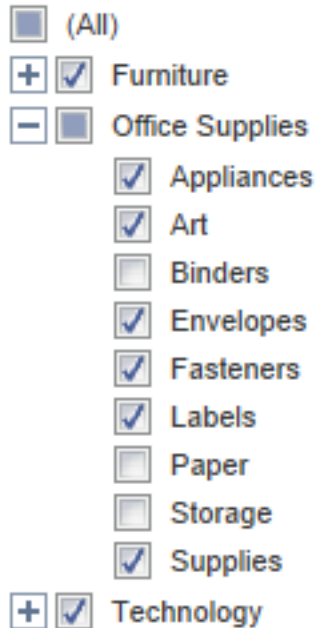 (All)
Furniture
Office Supplies
Appliances
Art
Binders
Envelopes
Fasteners
Labels
Paper
Storage
Supplies
Technology